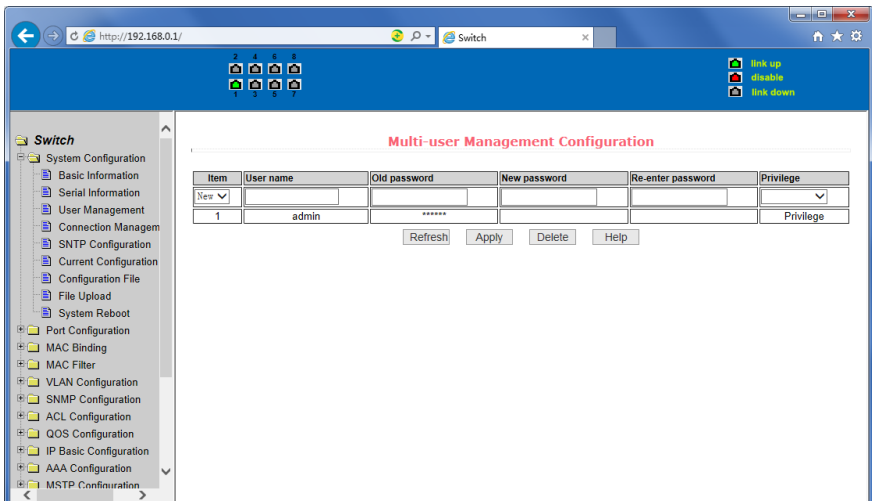 http://192.168.0.1/
Switch
2 4 6 8
1 3 5 7
link up
disable
link down
Switch
System Configuration
Basic Information
Serial Information
User Management
Connection Managem
SNTP Configuration
Current Configuration
Configuration File
File Upload
System Reboot
Port Configuration
MAC Binding
MAC Filter
VLAN Configuration
SNMP Configuration
ACL Configuration
QOS Configuration
IP Basic Configuration
AAA Configuration
MSTP Configuration
Multi-user Management Configuration
Item User name Old password New password Re-enter password Privilege
New
1 admin ****** Privilege
Refresh Apply Delete Help